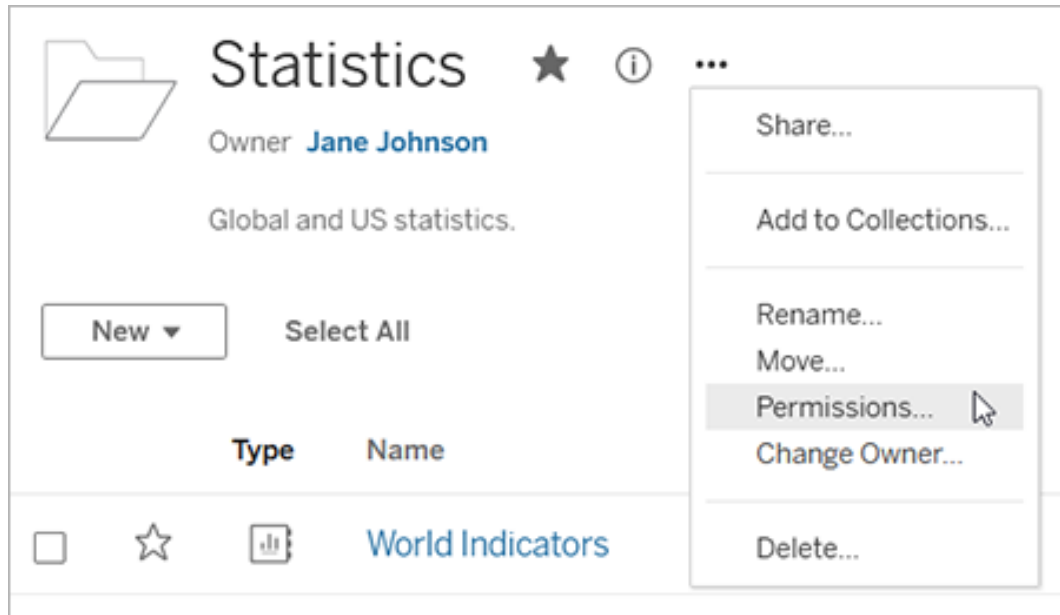 Statistics
Owner Jane Johnson
Global and US statistics.
New
Select All
Type Name
World Indicators
Share...
Add to Collections...
Rename...
Move...
Permissions...
Change Owner...
Delete...